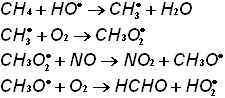 CH₄ + HO• → CH₃• + H₂O
CH₃• + O₂ → CH₃O₂•
CH₃O₂• + NO → NO₂ + CH₃O•
CH₃O• + O₂ → HCHO + HO₂•